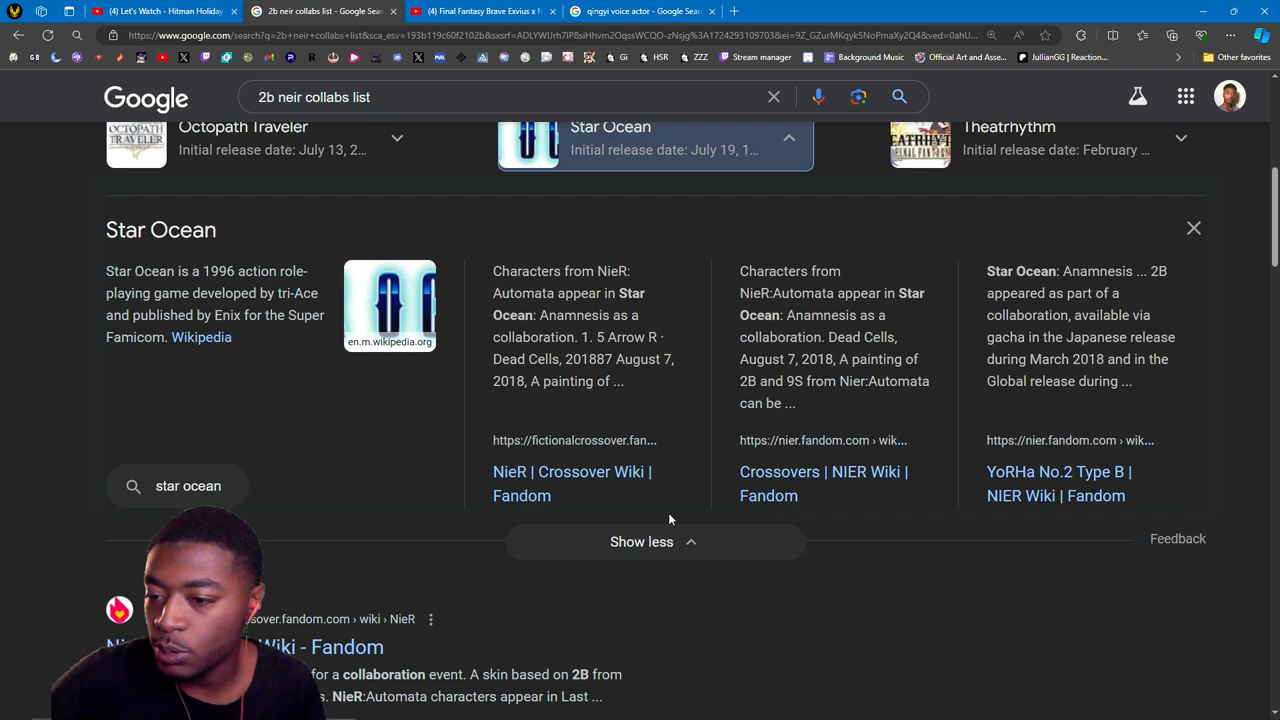 (4) Let's Watch - Hitman Holiday
2b neir collabs list - Google Sear
(4) Final Fantasy Brave Exvius x N
qingyi voice actor - Google Search
Gi
HSR
ZZZ
Stream manager
Background Music
Official Art and Asse...
JullianGG | Reaction...
Other favorites
Google
2b neir collabs list
Octopath Traveler
Initial release date: July 13, 2...
Star Ocean
Initial release date: July 19, 1...
Theatrhythm
Initial release date: February ...
Star Ocean
Star Ocean is a 1996 action role-
playing game developed by tri-Ace
and published by Enix for the Super
Famicom. Wikipedia
en.m.wikipedia.org
star ocean
Characters from NieR:
Automata appear in Star
Ocean: Anamnesis as a
collaboration. 1. 5 Arrow R ·
Dead Cells, 201887 August 7,
2018, A painting of ...
https://fictionalcrossover.fan...
NieR | Crossover Wiki |
Fandom
Characters from
NieR:Automata appear in Star
Ocean: Anamnesis as a
collaboration. Dead Cells,
August 7, 2018, A painting of
2B and 9S from Nier:Automata
can be ...
https://nier.fandom.com › wik...
Crossovers | NIER Wiki |
Fandom
Star Ocean: Anamnesis ... 2B
appeared as part of a
collaboration, available via
gacha in the Japanese release
during March 2018 and in the
Global release during ...
https://nier.fandom.com › wik...
YoRHa No.2 Type B |
NIER Wiki | Fandom
Show less
Feedback
sover.fandom.com › wiki › NieR
Wiki - Fandom
for a collaboration event. A skin based on 2B from
NieR:Automata characters appear in Last ...